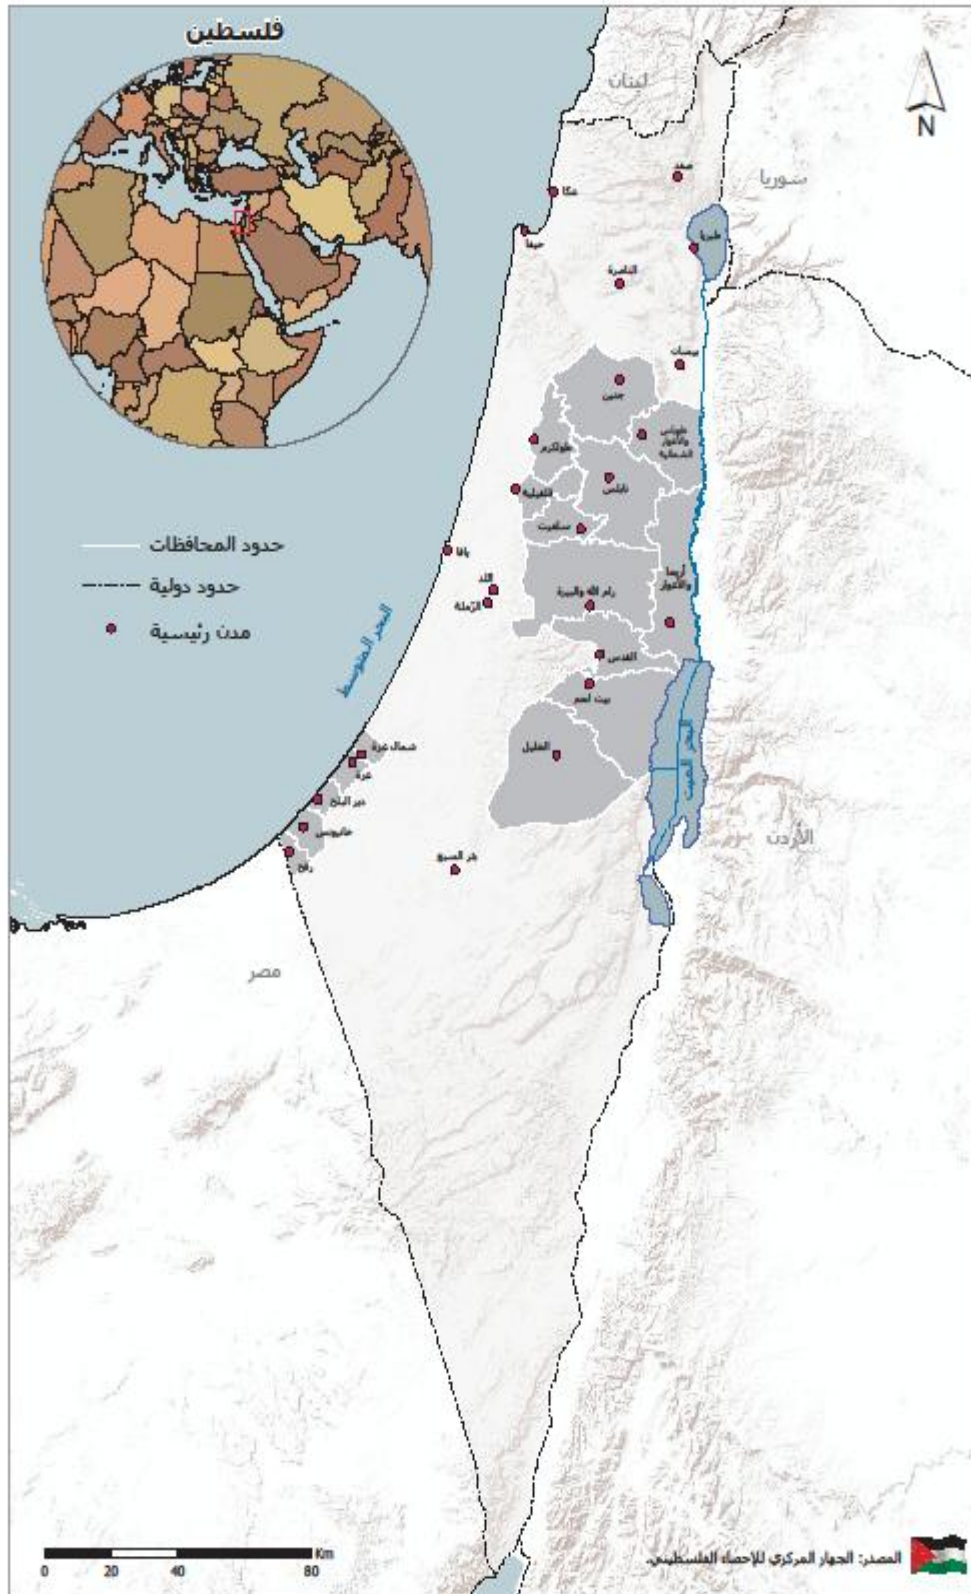 فلسطين
N
لبنان
سوريا
صفد
عكا
حيفا
طبريا
الناصرة
بيسان
جنين
طوباس
والأغوار
الشمالية
طولكرم
نابلس
قلقيلية
سلفيت
يافا
اللد
الرملة
رام الله والبيرة
أريحا
والأغوار
القدس
بيت لحم
الخليل
حدود المحافظات
حدود دولية
مدن رئيسية
البحر المتوسط
البحر الميت
شمال غزة
غزة
دير البلح
خانيونس
رفح
بئر السبع
الأردن
مصر
0 20 40 80 Km
المصدر: الجهاز المركزي للإحصاء الفلسطيني.